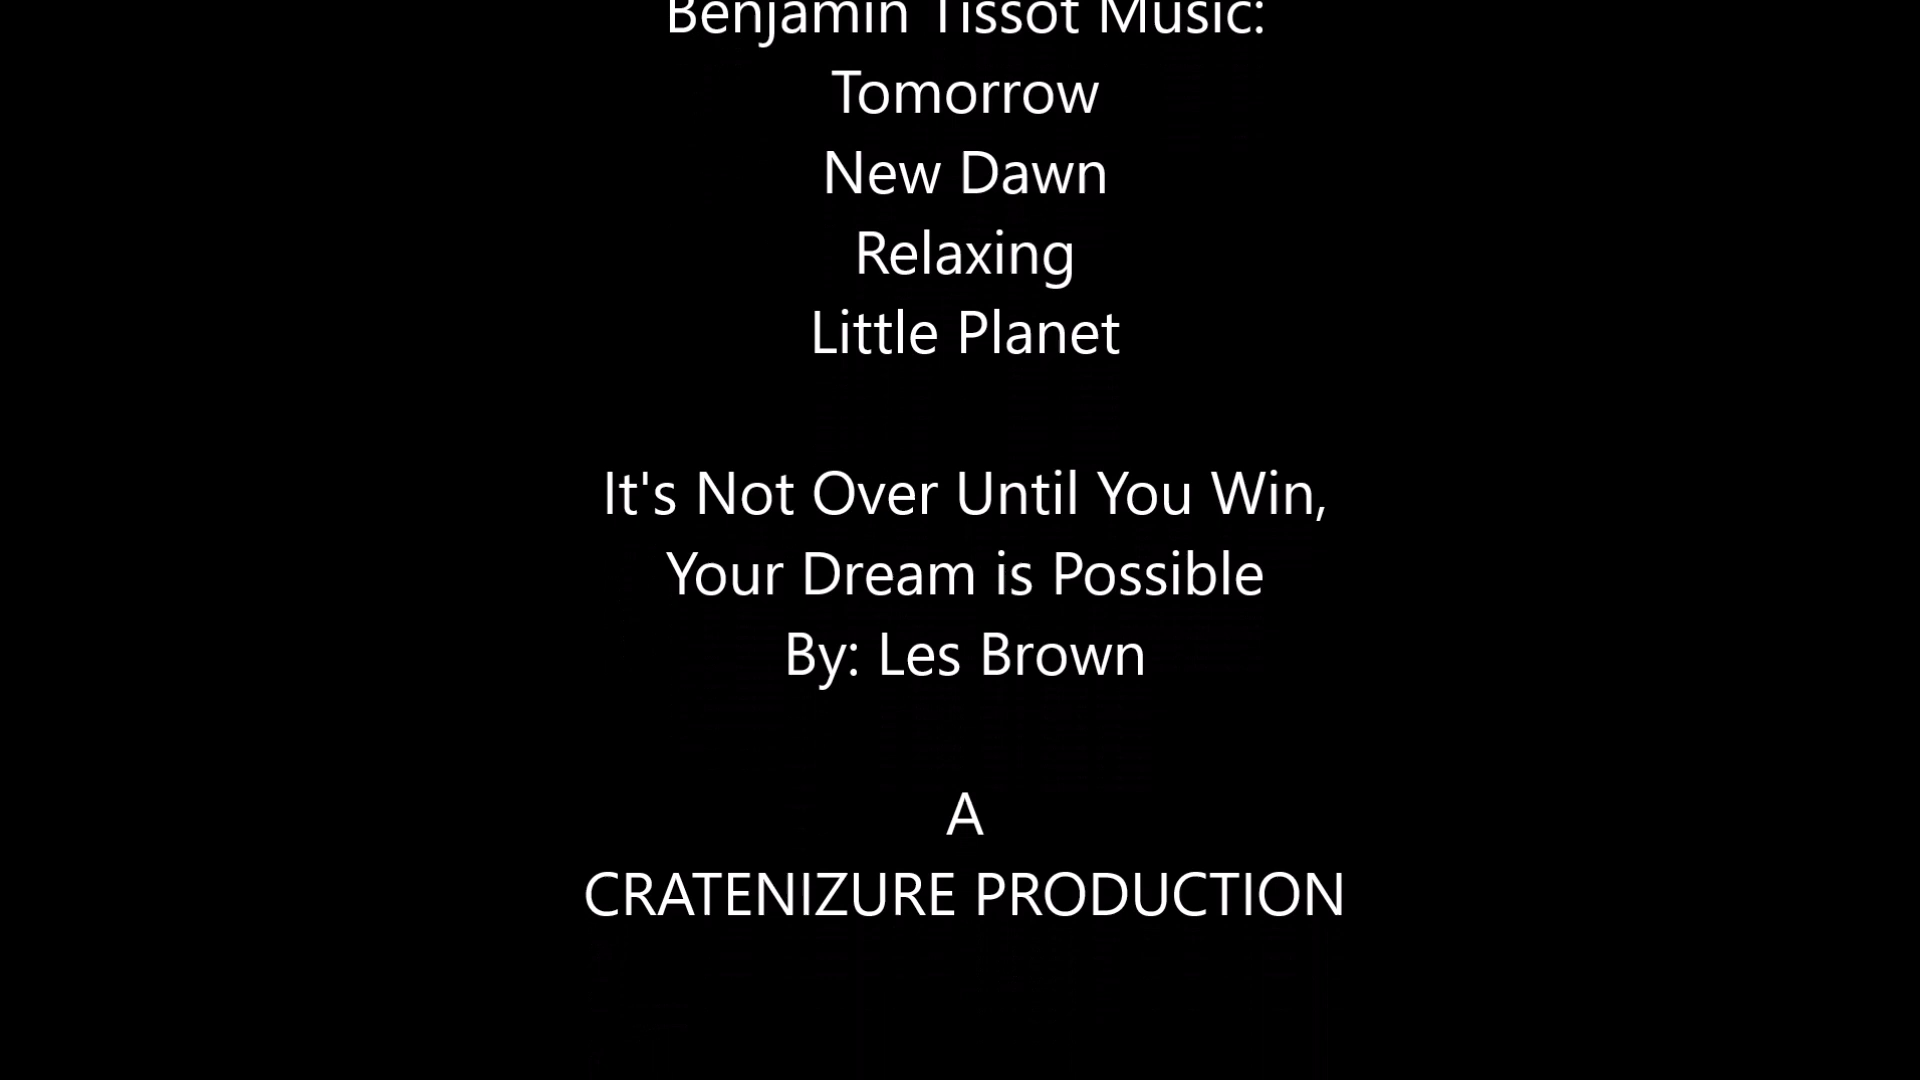 Benjamin Tissot Music:
Tomorrow
New Dawn
Relaxing
Little Planet
It's Not Over Until You Win,
Your Dream is Possible
By: Les Brown
A
CRATENIZURE PRODUCTION